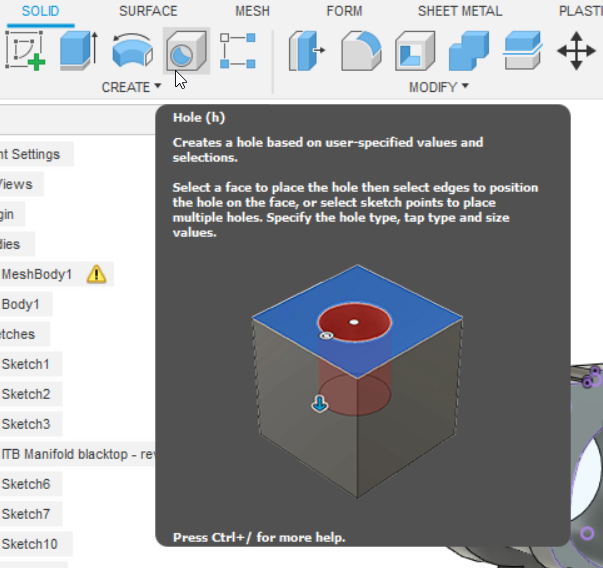 SOLID SURFACE MESH FORM SHEET METAL PLASTI
CREATE MODIFY
Hole (h)
Creates a hole based on user-specified values and
selections.
Select a face to place the hole then select edges to position
the hole on the face, or select sketch points to place
multiple holes. Specify the hole type, tap type and size
values.
nt Settings
Views
gin
dies
MeshBody1
Body1
etches
Sketch1
Sketch2
Sketch3
ITB Manifold blacktop - rev
Sketch6
Sketch7
Sketch10
Press Ctrl+/ for more help.